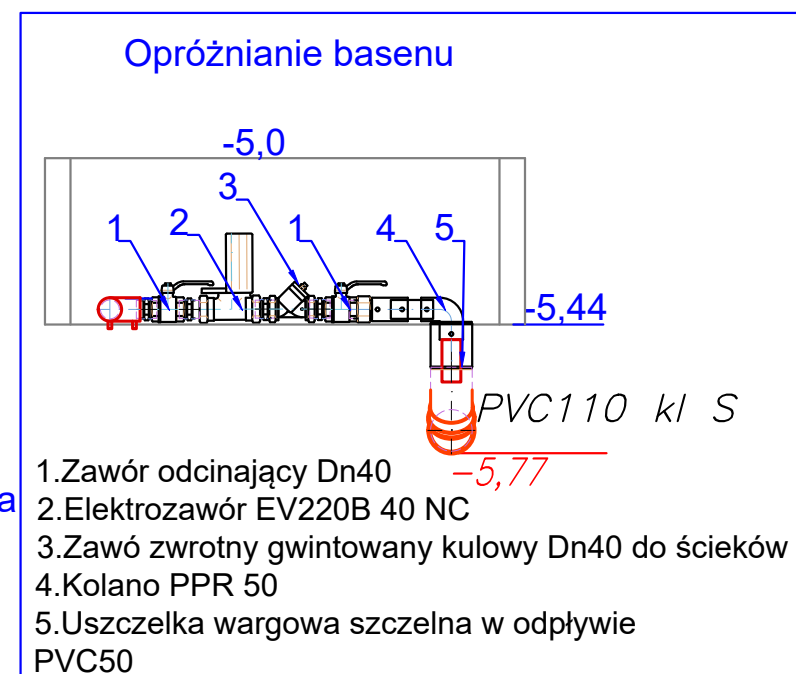 Opróżnianie basenu
-5,0
3
1 2 1 4 5
-5,44
PVC110 kl S
-5,77
a
1.Zawór odcinający Dn40
2.Elektrozawór EV220B 40 NC
3.Zawó zwrotny gwintowany kulowy Dn40 do ścieków
4.Kolano PPR 50
5.Uszczelka wargowa szczelna w odpływie
PVC50